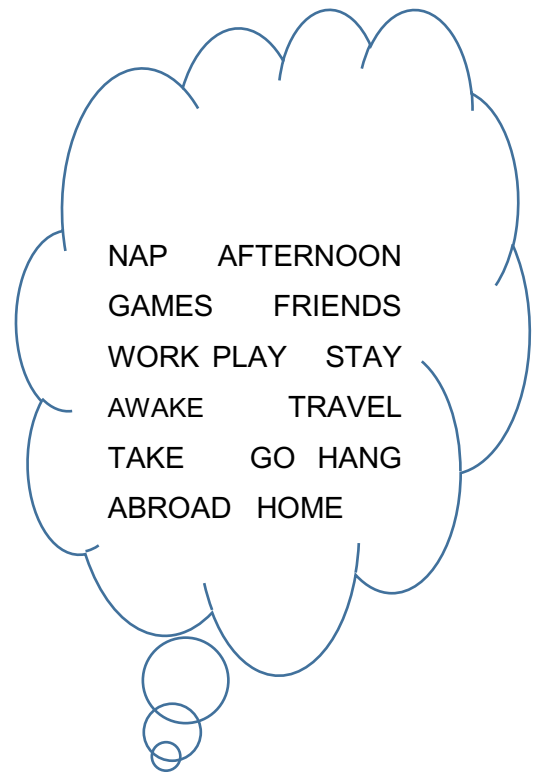 NAP AFTERNOON
GAMES FRIENDS
WORK PLAY STAY
AWAKE TRAVEL
TAKE GO HANG
ABROAD HOME